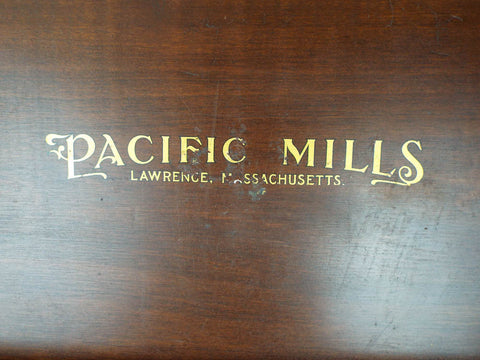 PACIFIC MILLS
LAWRENCE, MASSACHUSETTS.